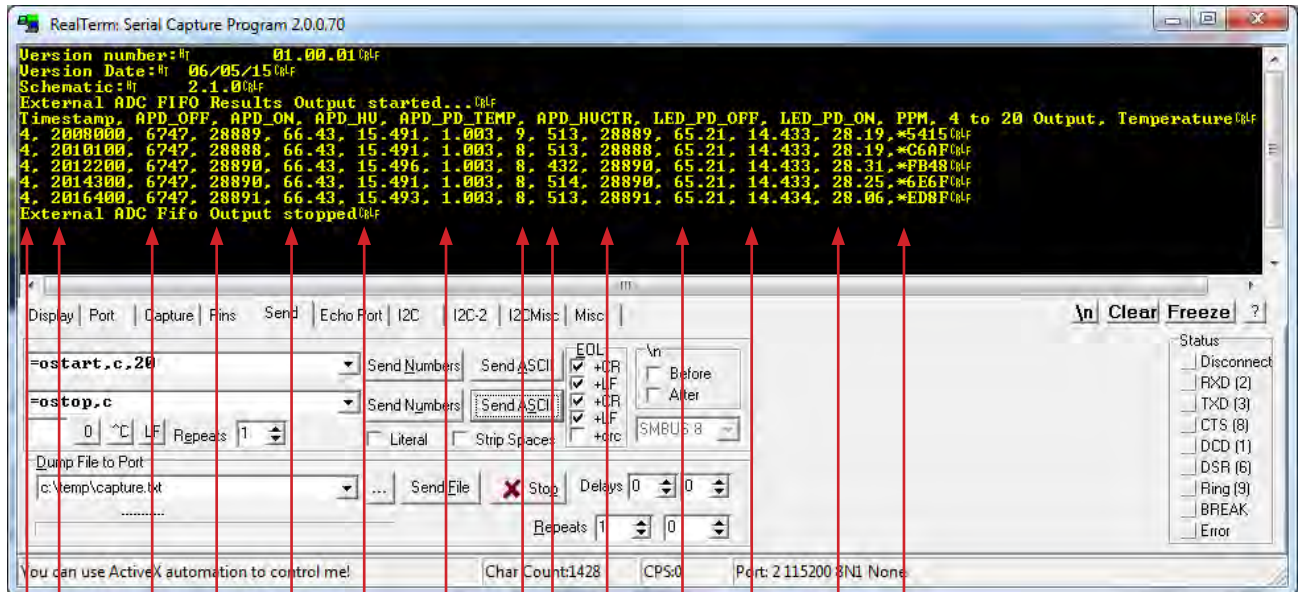 RealTerm: Serial Capture Program 2.0.0.70
Version number:HT 01.00.01CRLF
Version Date:HT 06/05/15CRLF
Schematic:HT 2.1.0CRLF
External ADC FIFO Results Output started...CRLF
Timestamp, APD_OFF, APD_ON, APD_HV, APD_PD_TEMP, APD_HVCTR, LED_PD_OFF, LED_PD_ON, PPM, 4 to 20 Output, TemperatureCRLF
4, 2008000, 6747, 28889, 66.43, 15.491, 1.003, 9, 513, 28889, 65.21, 14.433, 28.19,*5415CRLF
4, 2010100, 6747, 28888, 66.43, 15.491, 1.003, 8, 513, 28888, 65.21, 14.433, 28.19,*C6AFCRLF
4, 2012200, 6747, 28890, 66.43, 15.496, 1.003, 8, 432, 28890, 65.21, 14.433, 28.31,*FB48CRLF
4, 2014300, 6747, 28890, 66.43, 15.491, 1.003, 8, 514, 28890, 65.21, 14.433, 28.25,*6E6FCRLF
4, 2016400, 6747, 28891, 66.43, 15.493, 1.003, 8, 513, 28891, 65.21, 14.434, 28.06,*ED8FCRLF
External ADC Fifo Output stoppedCRLF
Display Port Capture Pins Send Echo Port I2C I2C-2 I2CMisc Misc \n Clear Freeze ?
=ostart,c,20 Send Numbers Send ASCII EOL +CR +LF \n Before
=ostop,c Send Numbers Send ASCII +CR +LF After
0 ^C LF Repeats 1 Literal Strip Spaces +crc SMBUS 8
Dump File to Port
c:\temp\capture.txt ... Send File Stop Delays 0 0
Repeats 1 0
Status
Disconnect
RXD (2)
TXD (3)
CTS (8)
DCD (1)
DSR (6)
Ring (9)
BREAK
Error
You can use ActiveX automation to control me! Char Count:1428 CPS:0 Port: 2 115200 8N1 None